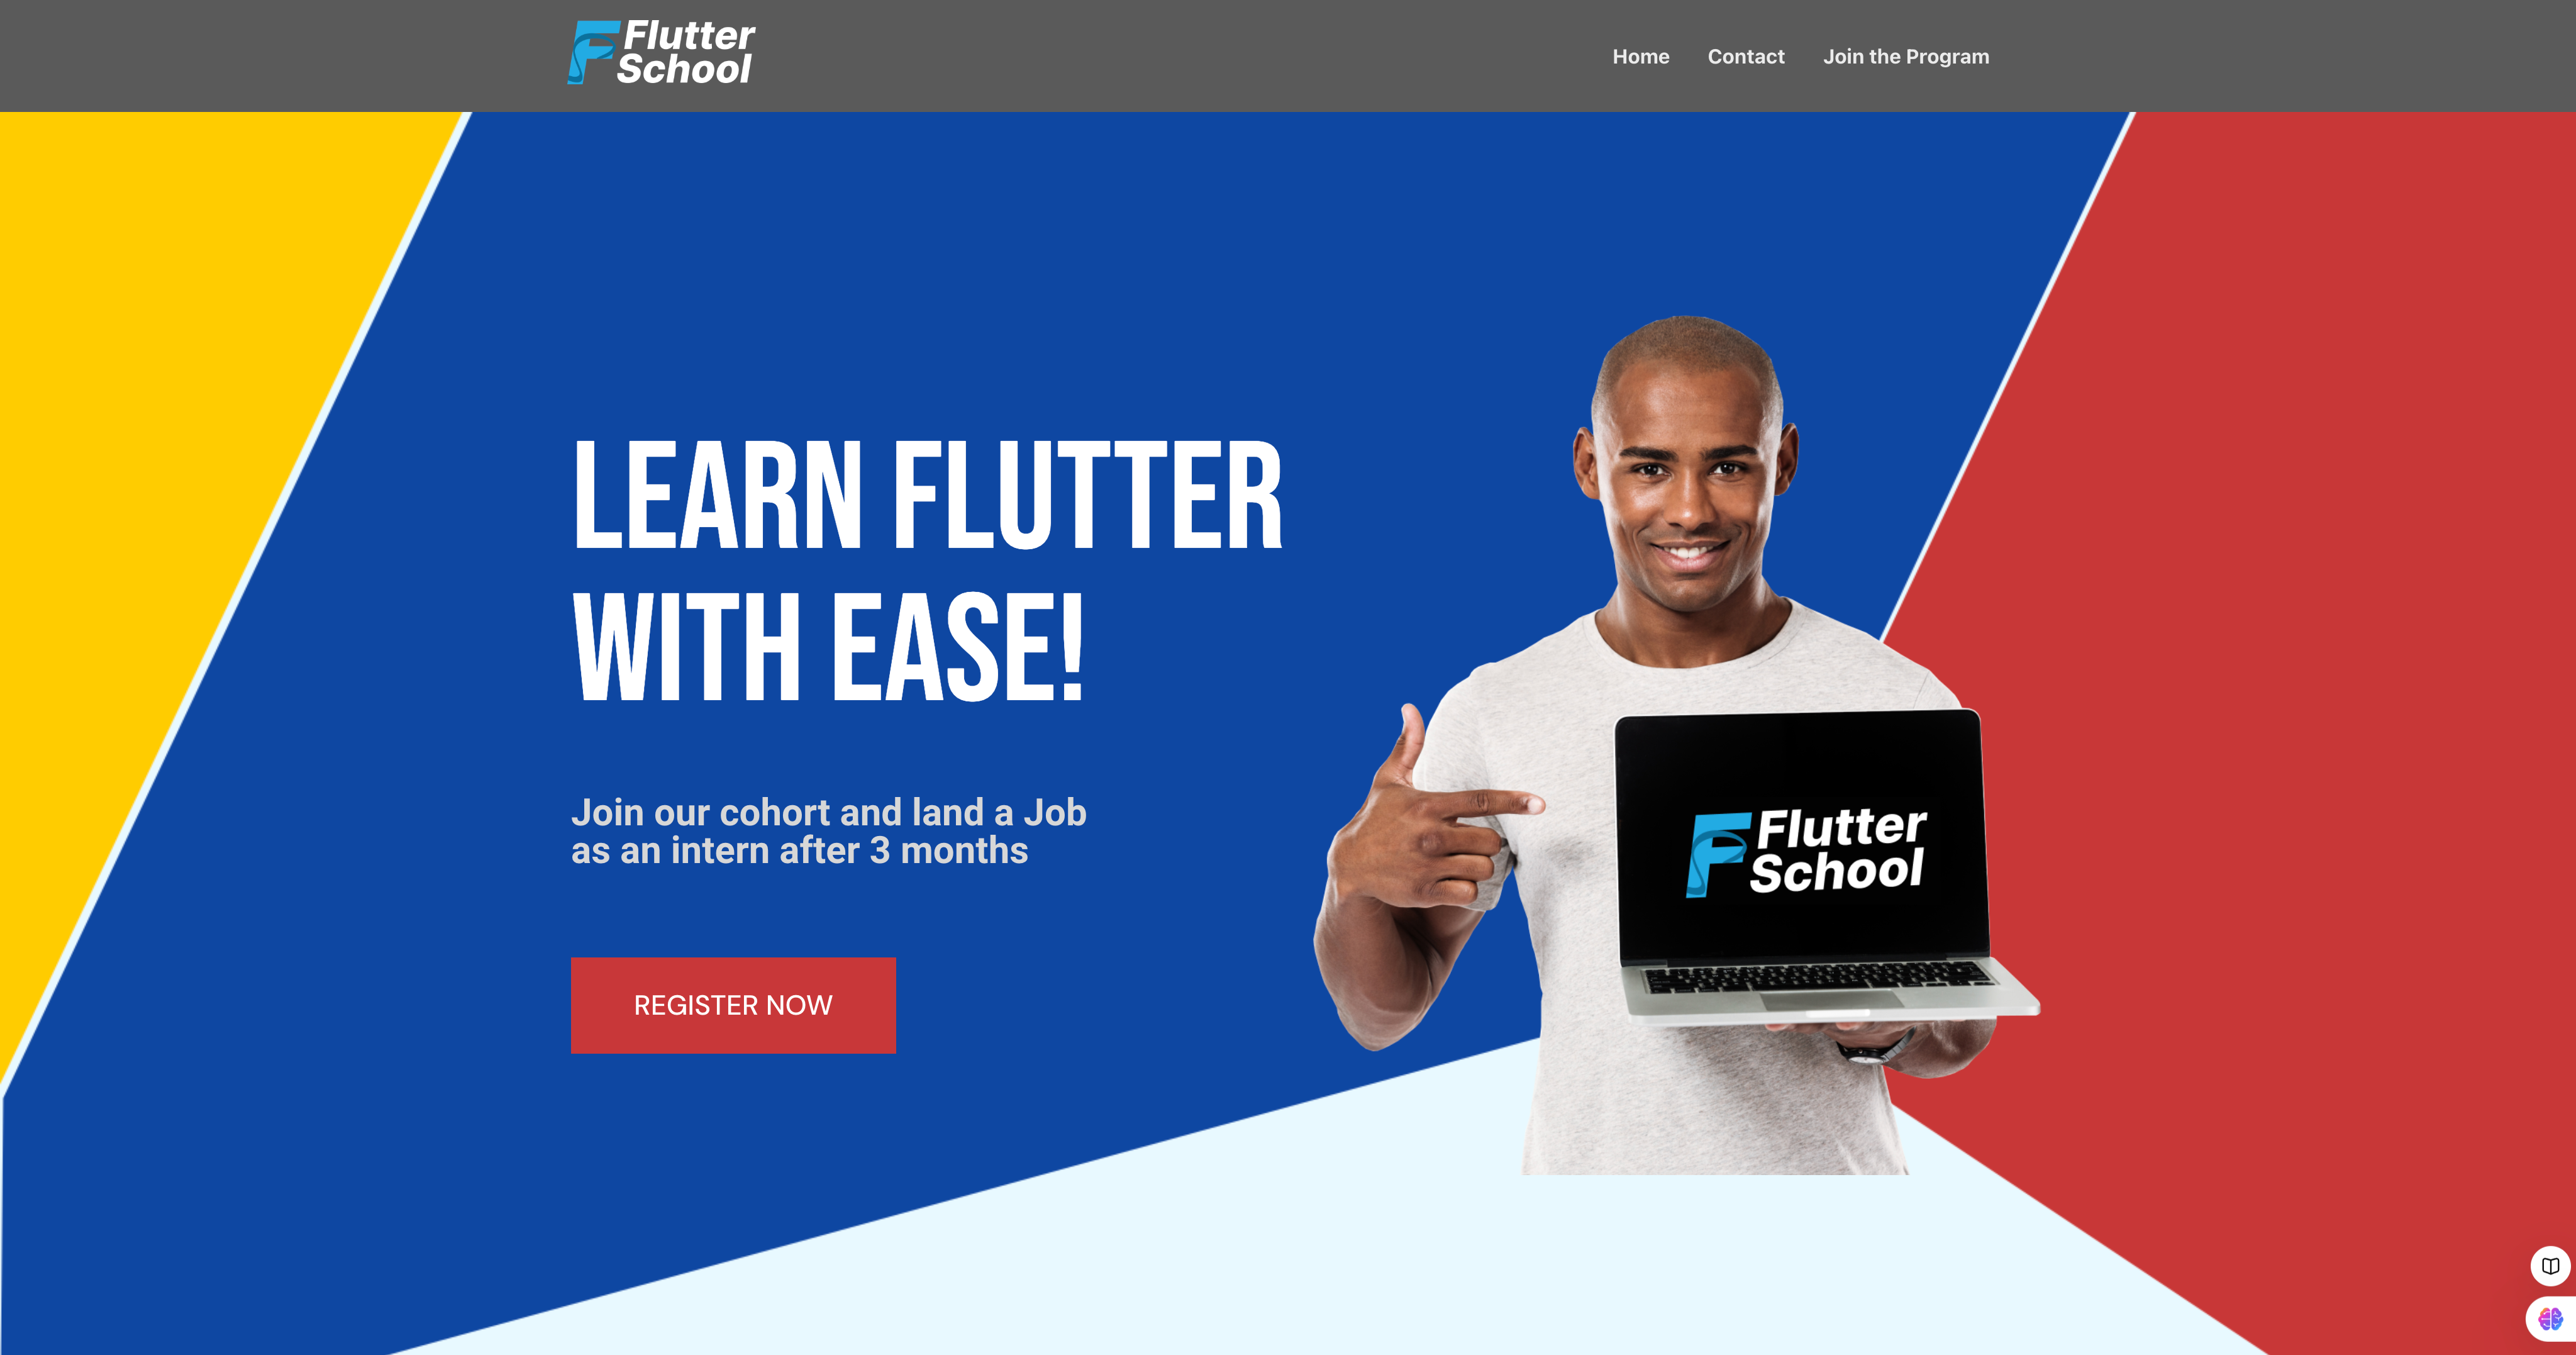 Flutter
School
Home
Contact
Join the Program
LEARN FLUTTER
WITH EASE!
Join our cohort and land a Job
as an intern after 3 months
REGISTER NOW
Flutter
School